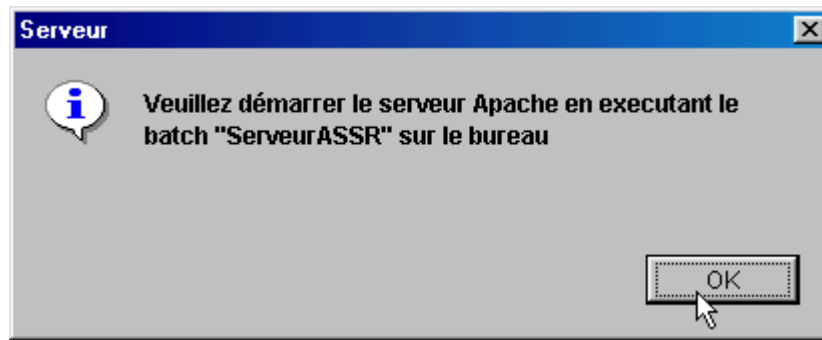 Serveur
Veuillez démarrer le serveur Apache en executant le
batch "ServeurASSR" sur le bureau
OK